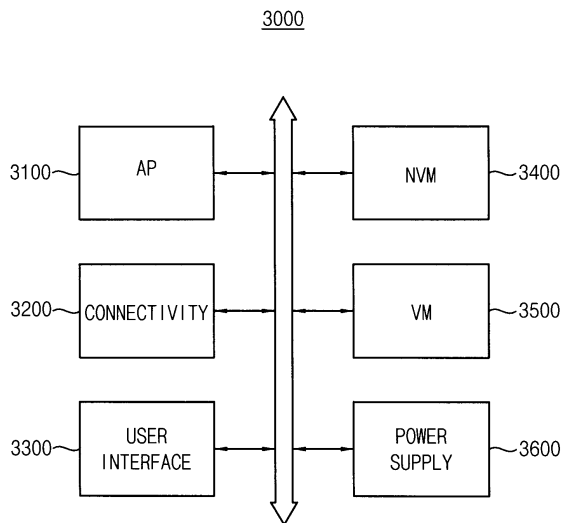 3000
3100
AP
NVM
3400
3200
CONNECTIVITY
VM
3500
3300
USER
INTERFACE
POWER
SUPPLY
3600